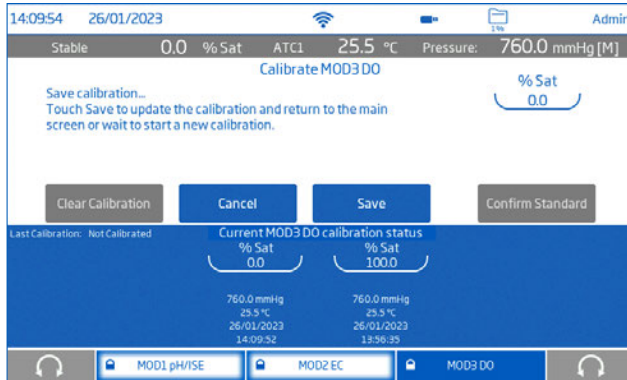 14:09:54 26/01/2023 1% Admin
Stable 0.0 % Sat ATC1 25.5 °C Pressure: 760.0 mmHg [M]
Calibrate MOD3 DO
Save calibration...
Touch Save to update the calibration and return to the main
screen or wait to start a new calibration.
% Sat
0.0
Clear Calibration Cancel Save Confirm Standard
Last Calibration: Not Calibrated Current MOD3 DO calibration status
% Sat % Sat
0.0 100.0
760.0 mmHg 760.0 mmHg
25.5 °C 25.5 °C
26/01/2023 26/01/2023
14:09:52 13:56:35
MOD1 pH/ISE MOD2 EC MOD3 DO